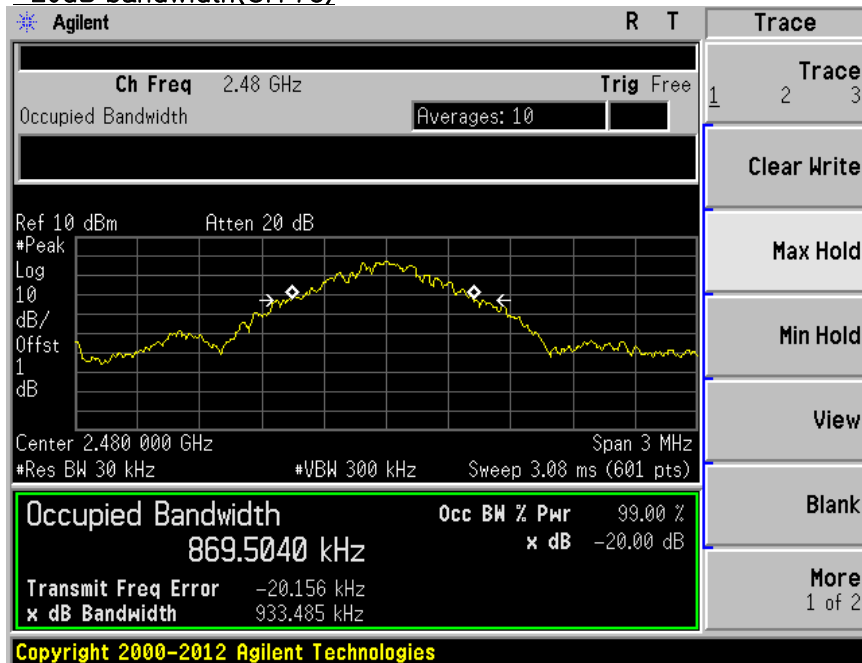 Agilent R T Trace
Ch Freq 2.48 GHz Trig Free
Occupied Bandwidth Averages: 10
Trace
1 2 3
Clear Write
Max Hold
Min Hold
View
Blank
More
1 of 2
Ref 10 dBm Atten 20 dB
#Peak
Log
10
dB/
Offst
1
dB
Center 2.480 000 GHz Span 3 MHz
#Res BW 30 kHz #VBW 300 kHz Sweep 3.08 ms (601 pts)
Occupied Bandwidth Occ BW % Pwr 99.00 %
869.5040 kHz x dB -20.00 dB
Transmit Freq Error -20.156 kHz
x dB Bandwidth 933.485 kHz
Copyright 2000-2012 Agilent Technologies